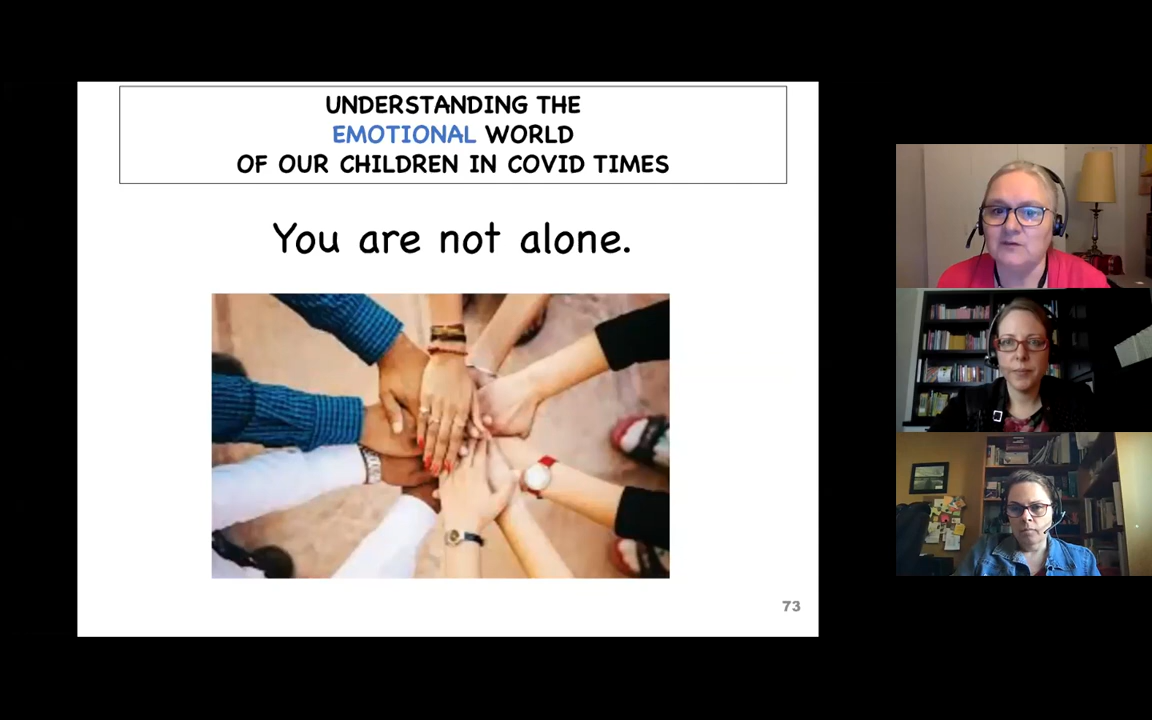 UNDERSTANDING THE
EMOTIONAL WORLD
OF OUR CHILDREN IN COVID TIMES
You are not alone.
73